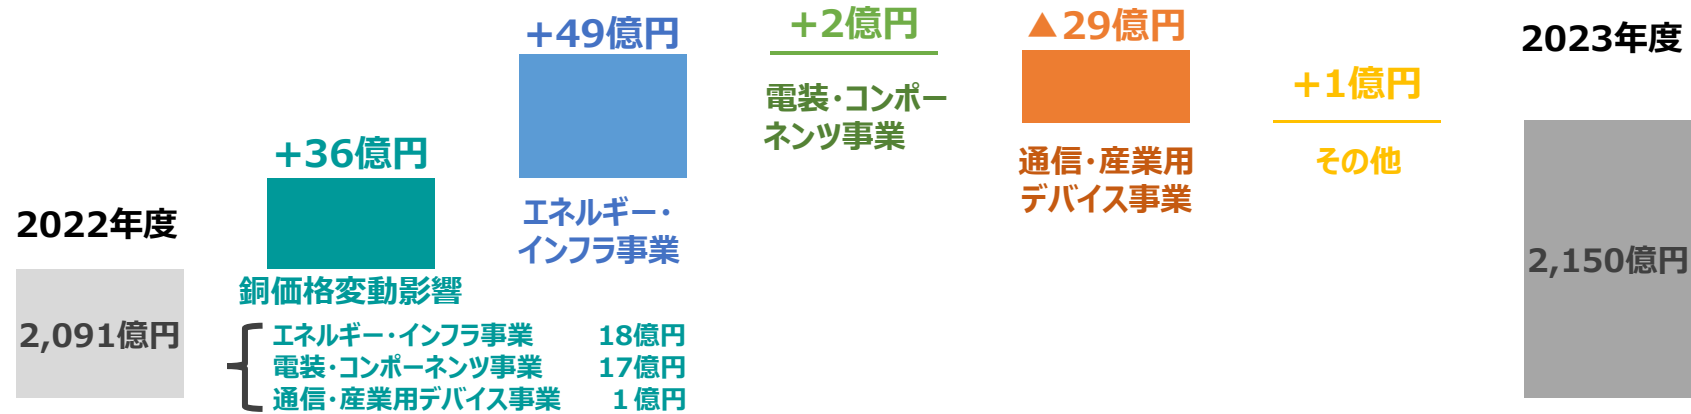 2022年度
2,091億円
+36億円
銅価格変動影響
エネルギー・インフラ事業 18億円
電装・コンポーネンツ事業 17億円
通信・産業用デバイス事業 1億円
+49億円
エネルギー・
インフラ事業
+2億円
電装・コンポー
ネンツ事業
▲29億円
通信・産業用
デバイス事業
+1億円
その他
2023年度
2,150億円